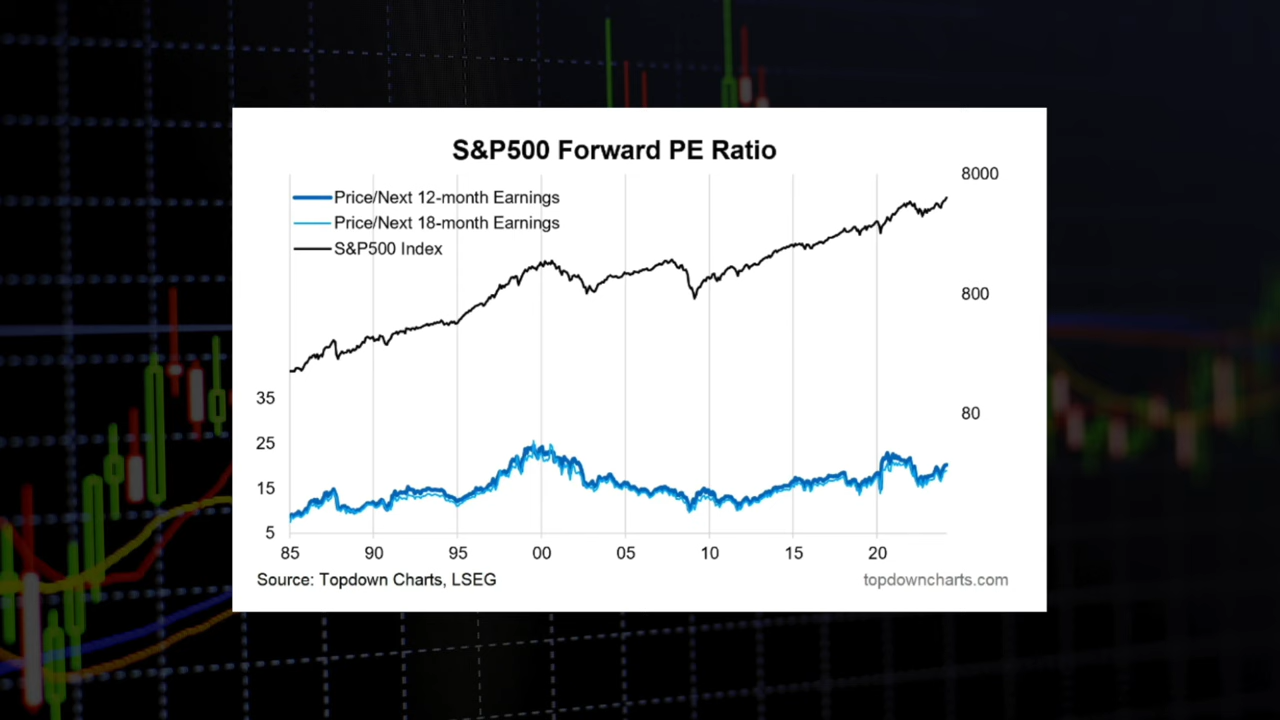 S&P500 Forward PE Ratio
8000
Price/Next 12-month Earnings
Price/Next 18-month Earnings
S&P500 Index
800
35
80
25
15
5
85 90 95 00 05 10 15 20
Source: Topdown Charts, LSEG
topdowncharts.com